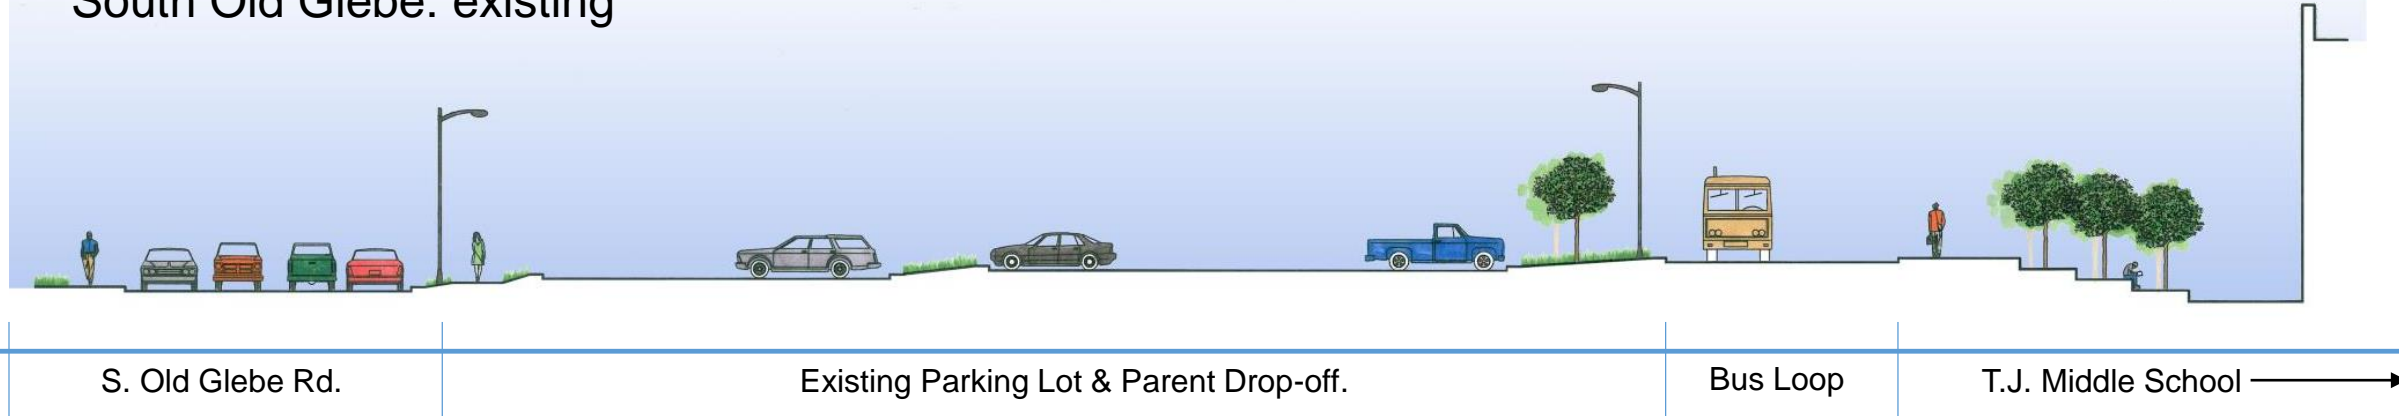 South Old Glebe: existing
S. Old Glebe Rd.
Existing Parking Lot & Parent Drop-off.
Bus Loop
T.J. Middle School